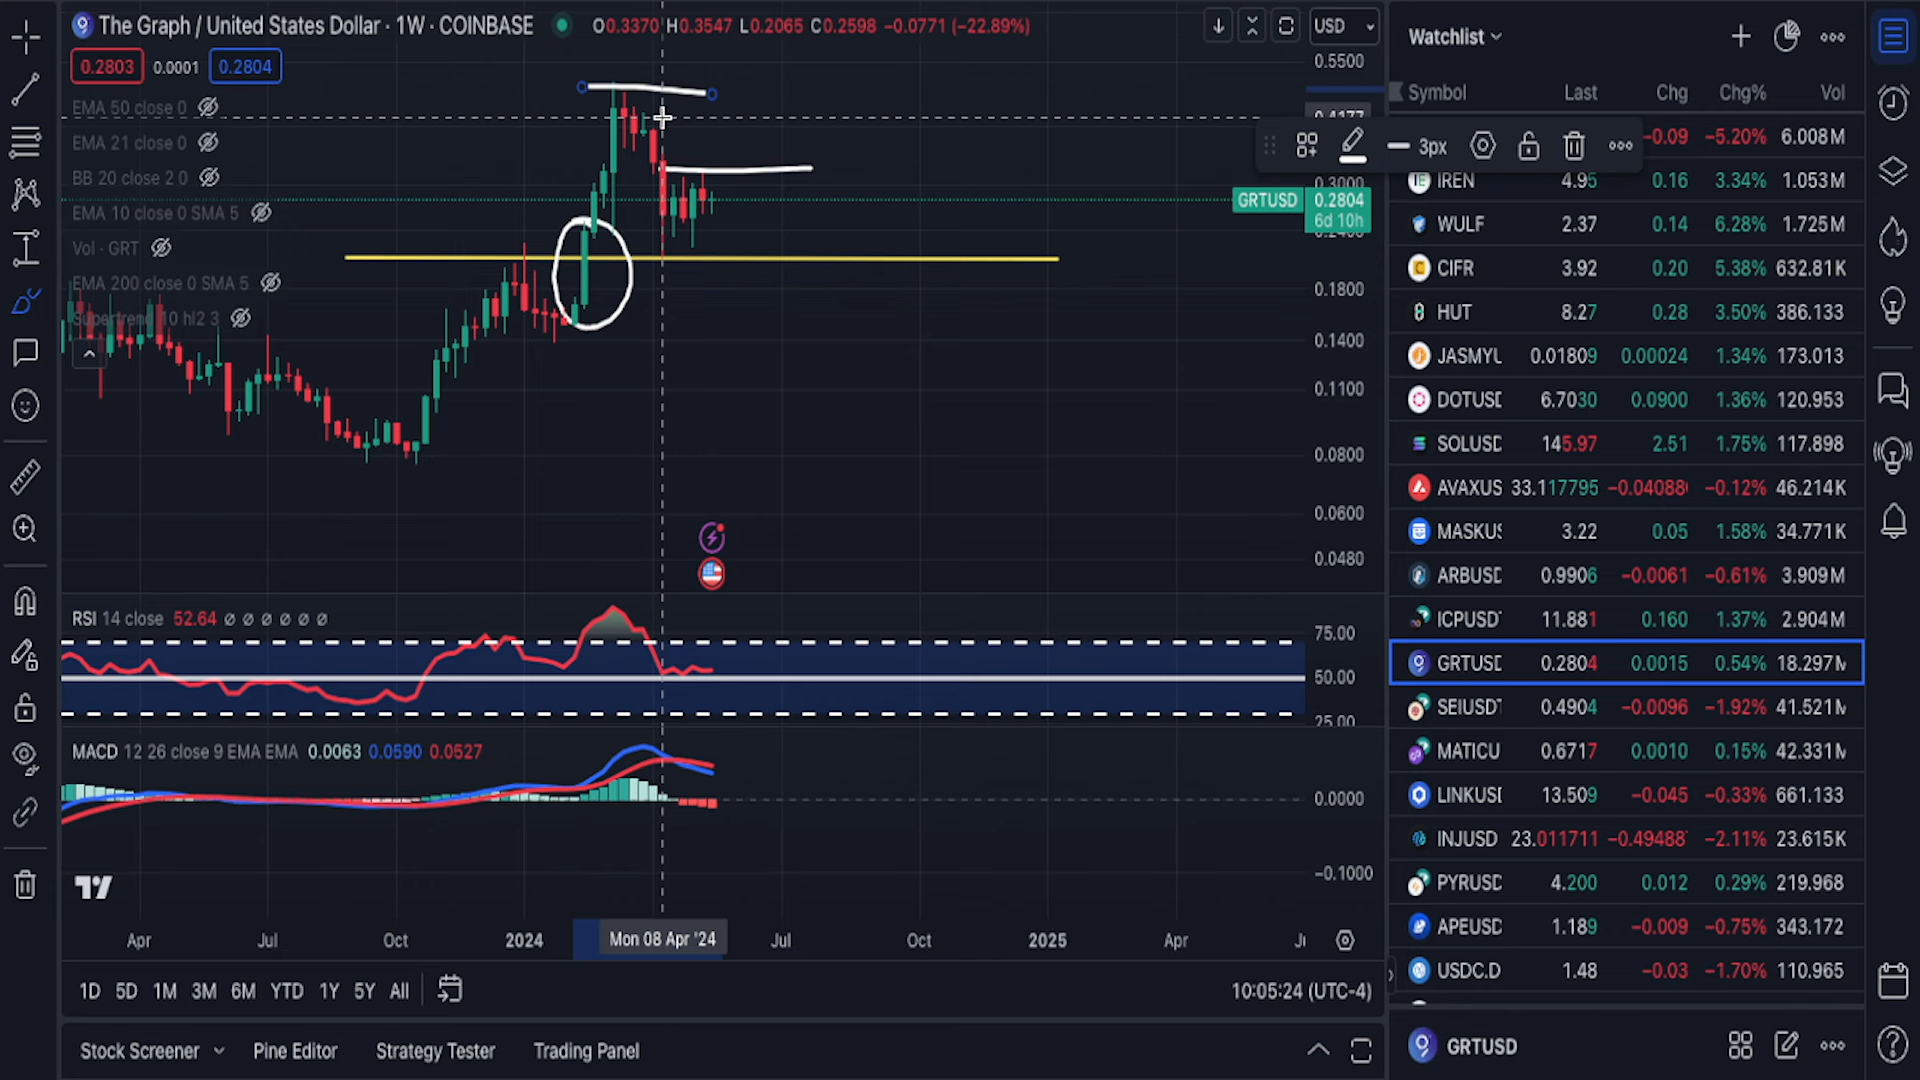 The Graph / United States Dollar · 1W · COINBASE O0.3370 H0.3547 L0.2065 C0.2598 −0.0771 (−22.89%) USD
0.2803 0.0001 0.2804
EMA 50 close 0
EMA 21 close 0
BB 20 close 2 0
EMA 10 close 0 SMA 5
Vol · GRT
EMA 200 close 0 SMA 5
Supertrend 10 hl2 3
0.5500
0.4177
0.3000
GRTUSD 0.2804
6d 10h
0.2400
0.1800
0.1400
0.1100
0.0800
0.0600
0.0480
3px
RSI 14 close 52.64 ø ø ø ø ø ø
75.00
50.00
25.00
MACD 12 26 close 9 EMA EMA 0.0063 0.0590 0.0527
0.0000
−0.1000
Apr Jul Oct 2024 Mon 08 Apr '24 Jul Oct 2025 Apr
1D 5D 1M 3M 6M YTD 1Y 5Y All 10:05:24 (UTC-4)
Stock Screener Pine Editor Strategy Tester Trading Panel
Watchlist
Symbol Last Chg Chg% Vol
−0.09 −5.20% 6.008M
IREN 4.95 0.16 3.34% 1.053M
WULF 2.37 0.14 6.28% 1.725M
CIFR 3.92 0.20 5.38% 632.81K
HUT 8.27 0.28 3.50% 386.133
JASMYU 0.01809 0.00024 1.34% 173.013
DOTUSD 6.7030 0.0900 1.36% 120.953
SOLUSD 145.97 2.51 1.75% 117.898
AVAXUS 33.117795 −0.04088 −0.12% 46.214K
MASKUS 3.22 0.05 1.58% 34.771K
ARBUSD 0.9906 −0.0061 −0.61% 3.909M
ICPUSDT 11.881 0.160 1.37% 2.904M
GRTUSD 0.2804 0.0015 0.54% 18.297M
SEIUSDT 0.4904 −0.0096 −1.92% 41.521M
MATICU 0.6717 0.0010 0.15% 42.331M
LINKUSD 13.509 −0.045 −0.33% 661.133
INJUSD 23.011711 −0.49488 −2.11% 23.615K
PYRUSD 4.200 0.012 0.29% 219.968
APEUSD 1.189 −0.009 −0.75% 343.172
USDC.D 1.48 −0.03 −1.70% 110.965
GRTUSD